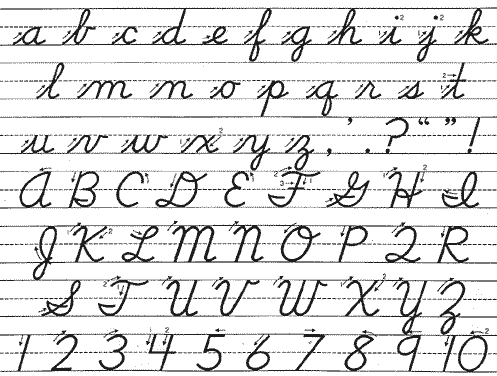 a b c d e f g h i j k
l m n o p q r s t
u v w x y z , ' . ? “ ” !
A B C D E F G H I
J K L M N O P Q R
S T U V W X Y Z
1 2 3 4 5 6 7 8 9 10